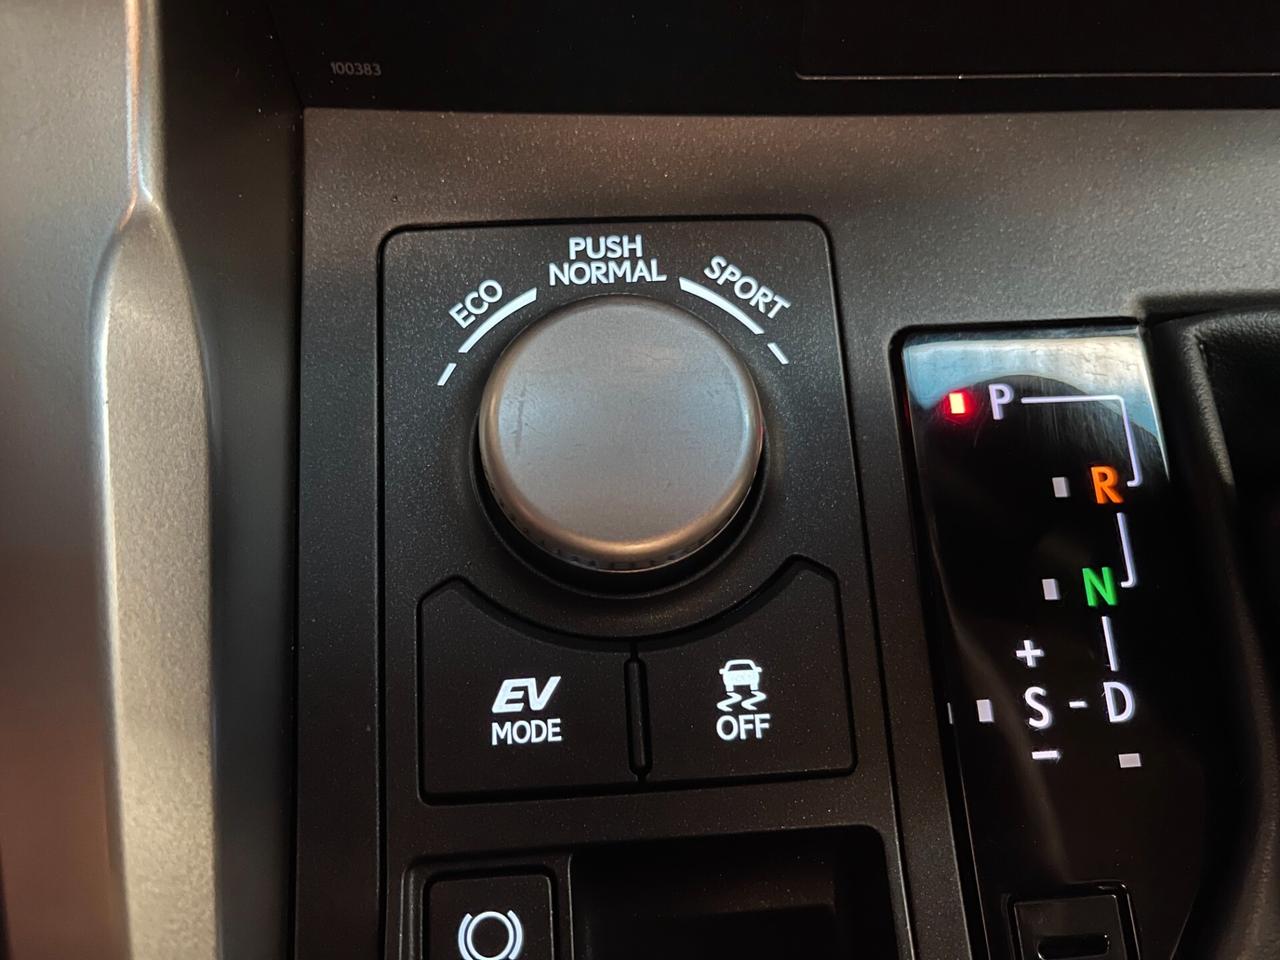 100383
PUSH
NORMAL
ECO
SPORT
P
R
N
+
S - D
–
EV
MODE
OFF